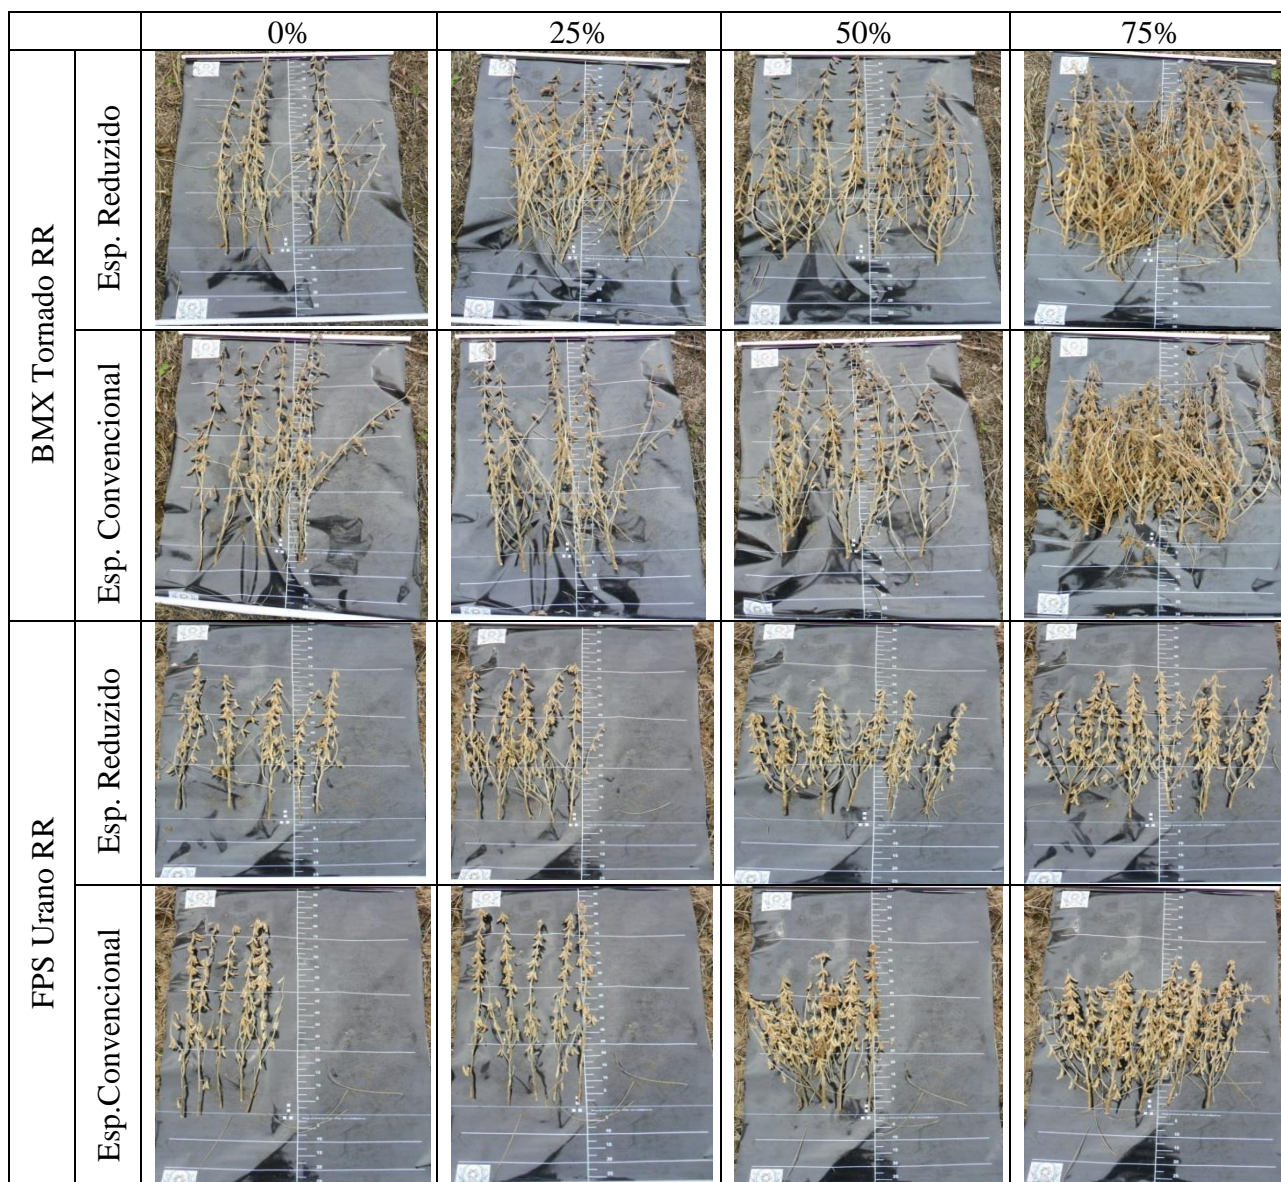 0% 25% 50% 75%
BMX Tornado RR
Esp. Reduzido
Esp. Convencional
FPS Urano RR
Esp. Reduzido
Esp.Convencional